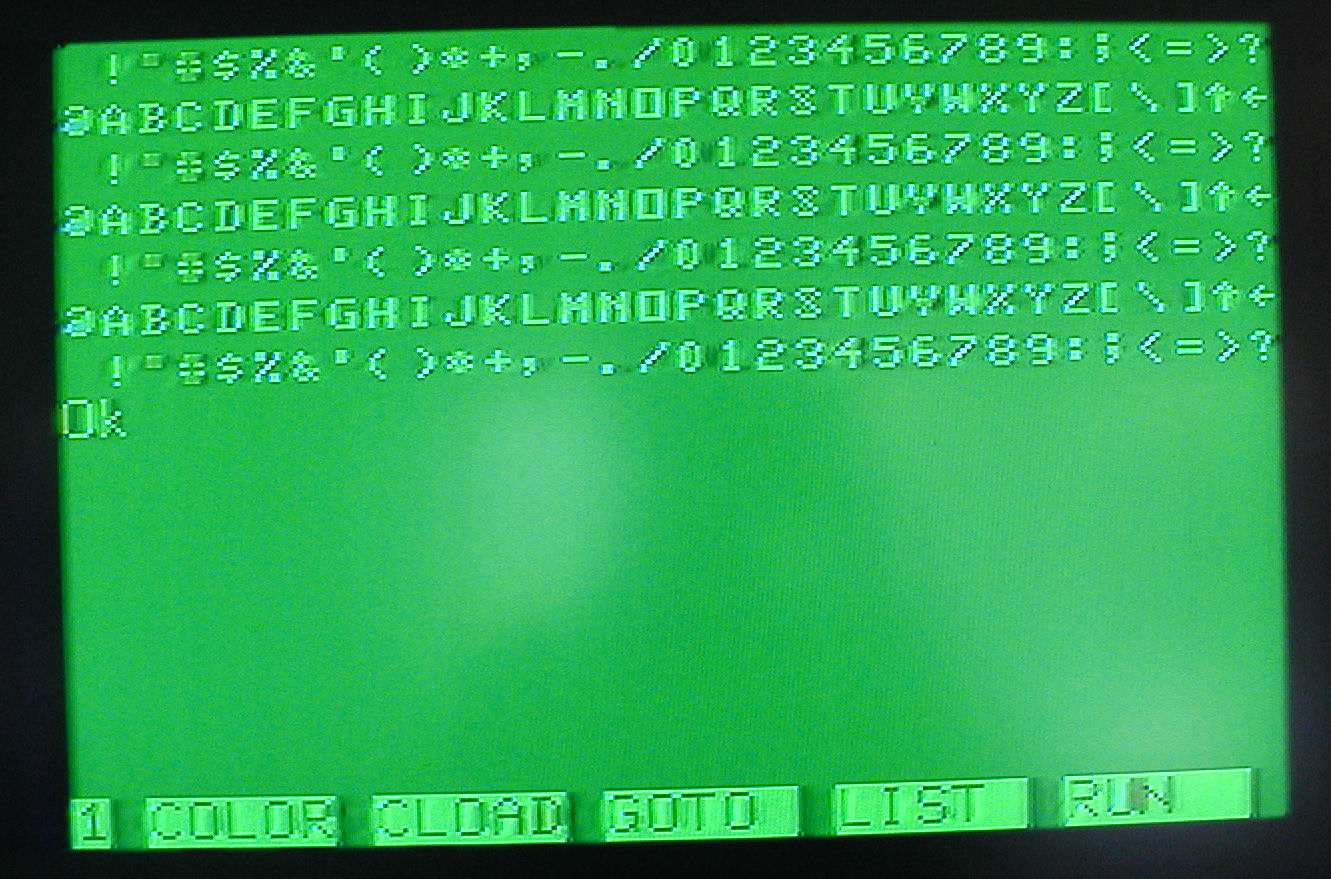 !"#$%&'()*+,-./0123456789:;<=>?
@ABCDEFGHIJKLMNOPQRSTUVWXYZ[\]↑←
 !"#$%&'()*+,-./0123456789:;<=>?
@ABCDEFGHIJKLMNOPQRSTUVWXYZ[\]↑←
 !"#$%&'()*+,-./0123456789:;<=>?
@ABCDEFGHIJKLMNOPQRSTUVWXYZ[\]↑←
 !"#$%&'()*+,-./0123456789:;<=>?
Ok
1 COLOR CLOAD GOTO LIST RUN